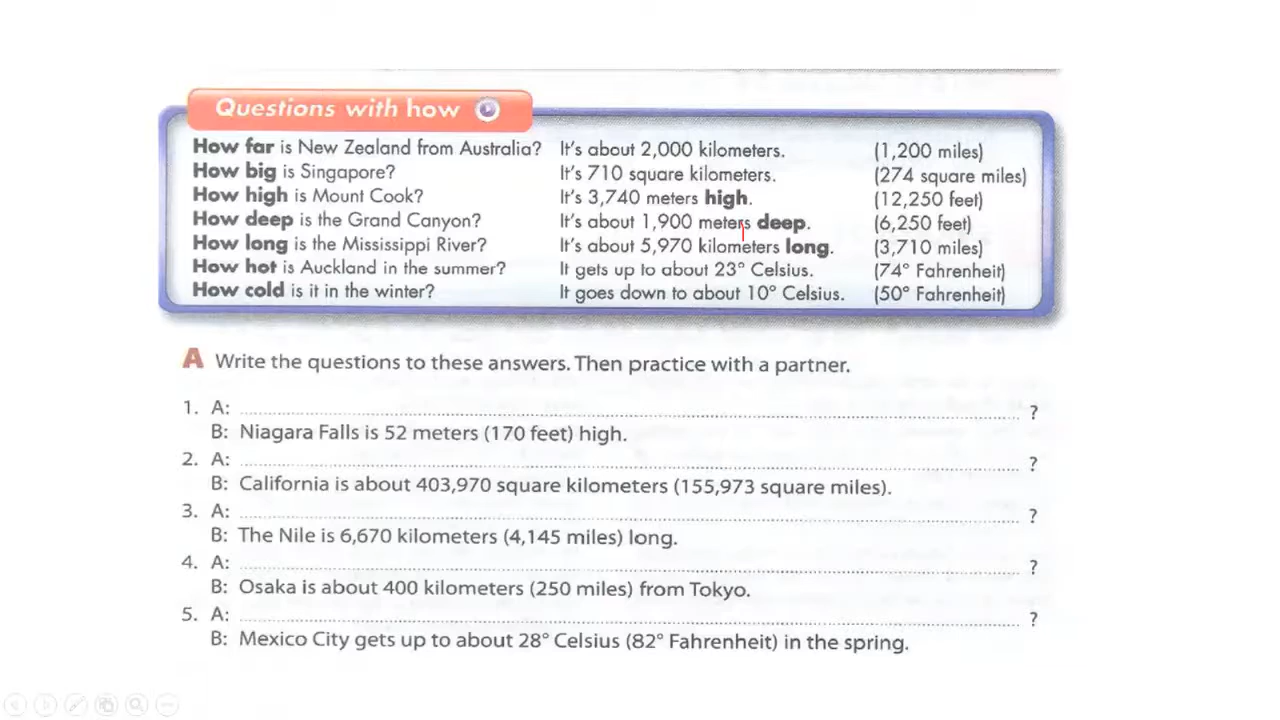 Questions with how
How far is New Zealand from Australia? It's about 2,000 kilometers. (1,200 miles)
How big is Singapore? It's 710 square kilometers. (274 square miles)
How high is Mount Cook? It's 3,740 meters high. (12,250 feet)
How deep is the Grand Canyon? It's about 1,900 meters deep. (6,250 feet)
How long is the Mississippi River? It's about 5,970 kilometers long. (3,710 miles)
How hot is Auckland in the summer? It gets up to about 23° Celsius. (74° Fahrenheit)
How cold is it in the winter? It goes down to about 10° Celsius. (50° Fahrenheit)
A Write the questions to these answers. Then practice with a partner.
1. A: ........................................ ?
B: Niagara Falls is 52 meters (170 feet) high.
2. A: ........................................ ?
B: California is about 403,970 square kilometers (155,973 square miles).
3. A: ........................................ ?
B: The Nile is 6,670 kilometers (4,145 miles) long.
4. A: ........................................ ?
B: Osaka is about 400 kilometers (250 miles) from Tokyo.
5. A: ........................................ ?
B: Mexico City gets up to about 28° Celsius (82° Fahrenheit) in the spring.